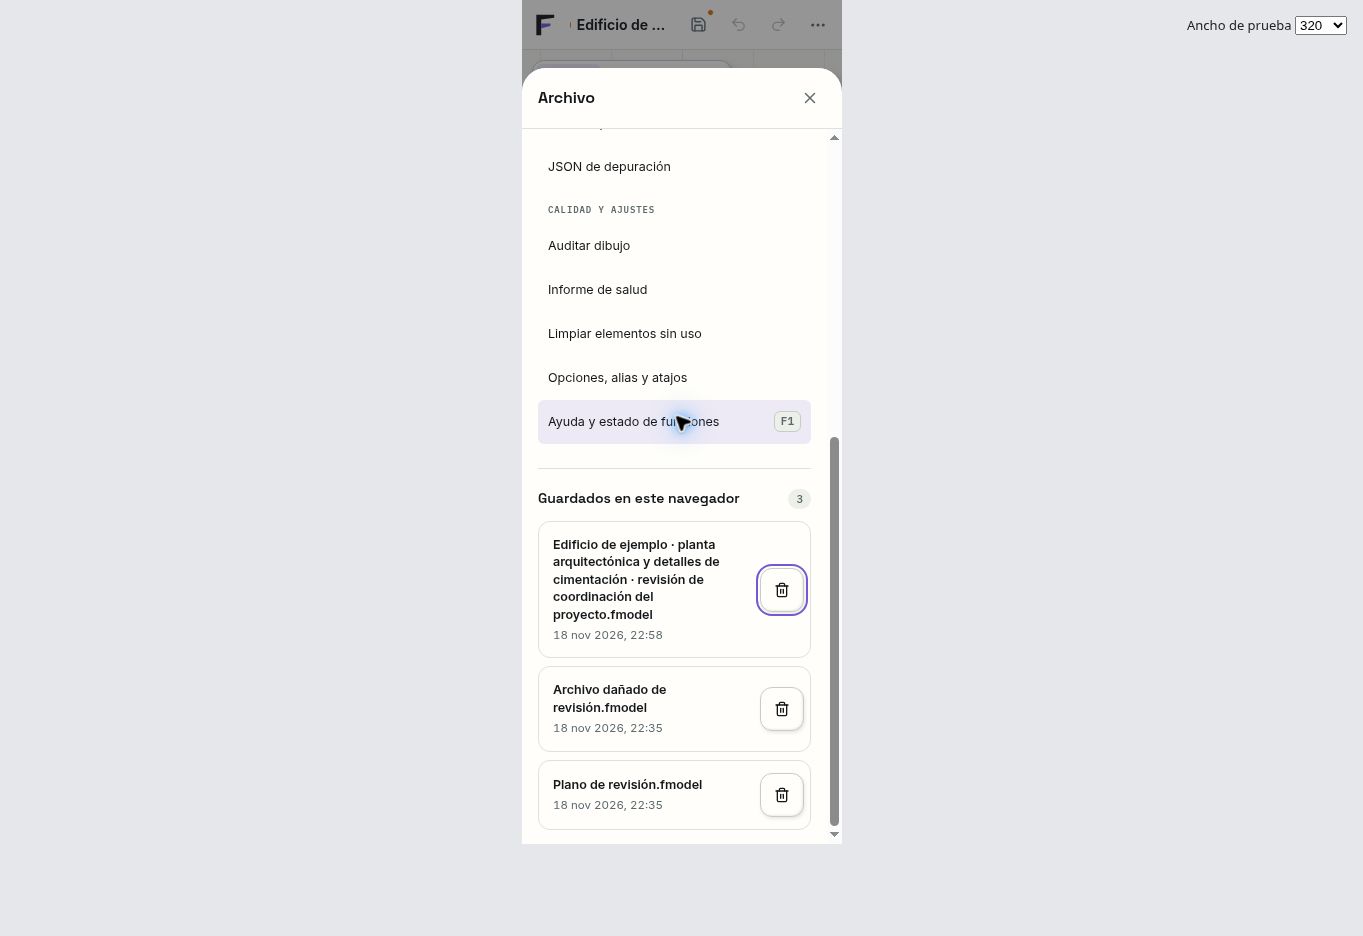 Ancho de prueba 320
Edificio de ...
Archivo
JSON de depuración
CALIDAD Y AJUSTES
Auditar dibujo
Informe de salud
Limpiar elementos sin uso
Opciones, alias y atajos
Ayuda y estado de funciones F1
Guardados en este navegador 3
Edificio de ejemplo · planta
arquitectónica y detalles de
cimentación · revisión de
coordinación del
proyecto.fmodel
18 nov 2026, 22:58
Archivo dañado de
revisión.fmodel
18 nov 2026, 22:35
Plano de revisión.fmodel
18 nov 2026, 22:35